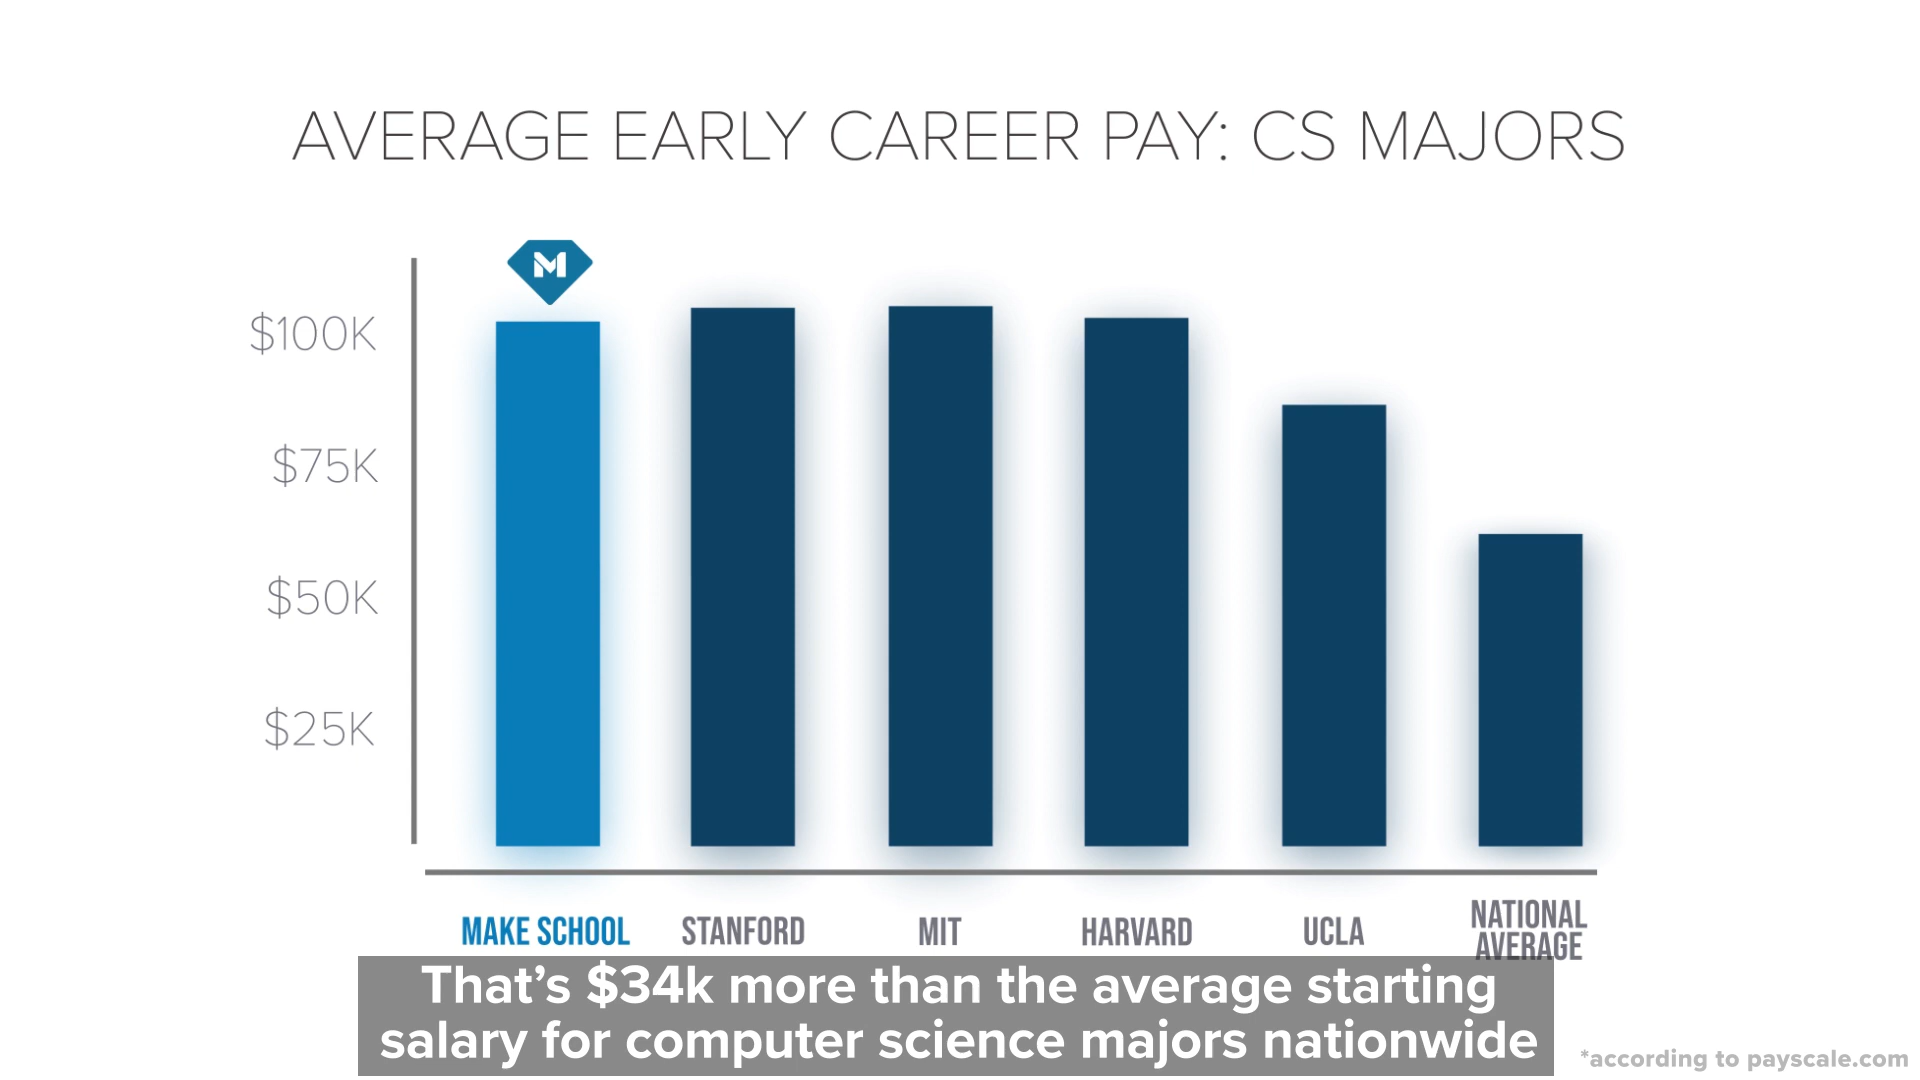 AVERAGE EARLY CAREER PAY: CS MAJORS
M
$100K
$75K
$50K
$25K
MAKE SCHOOL
STANFORD
MIT
HARVARD
UCLA
NATIONAL
AVERAGE
That’s $34k more than the average starting
salary for computer science majors nationwide
*according to payscale.com